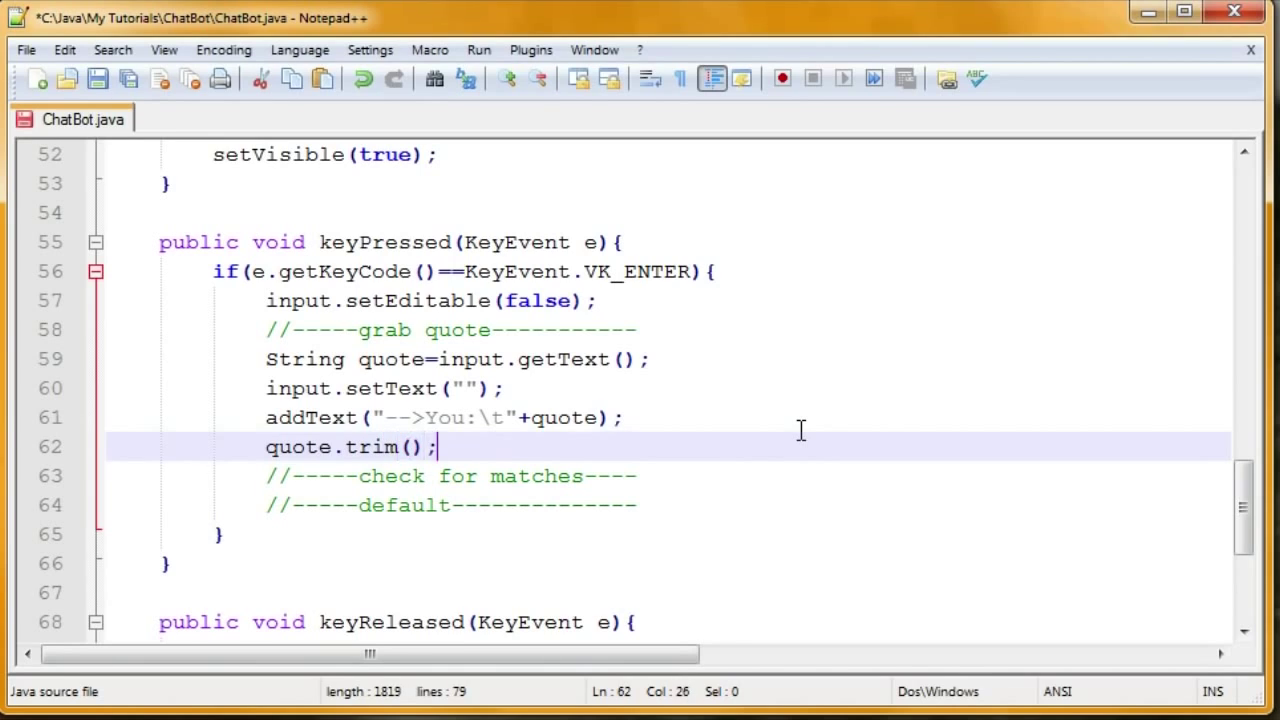 *C:\Java\My Tutorials\ChatBot\ChatBot.java - Notepad++
File Edit Search View Encoding Language Settings Macro Run Plugins Window ? X
ABC
ChatBot.java
52 setVisible(true);
53 }
54
55 public void keyPressed(KeyEvent e){
56 if(e.getKeyCode()==KeyEvent.VK_ENTER){
57 input.setEditable(false);
58 //-----grab quote-----------
59 String quote=input.getText();
60 input.setText("");
61 addText("-->You:\t"+quote);
62 quote.trim();
63 //-----check for matches----
64 //-----default--------------
65 }
66 }
67
68 public void keyReleased(KeyEvent e){
Java source file length : 1819 lines : 79 Ln : 62 Col : 26 Sel : 0 Dos\Windows ANSI INS